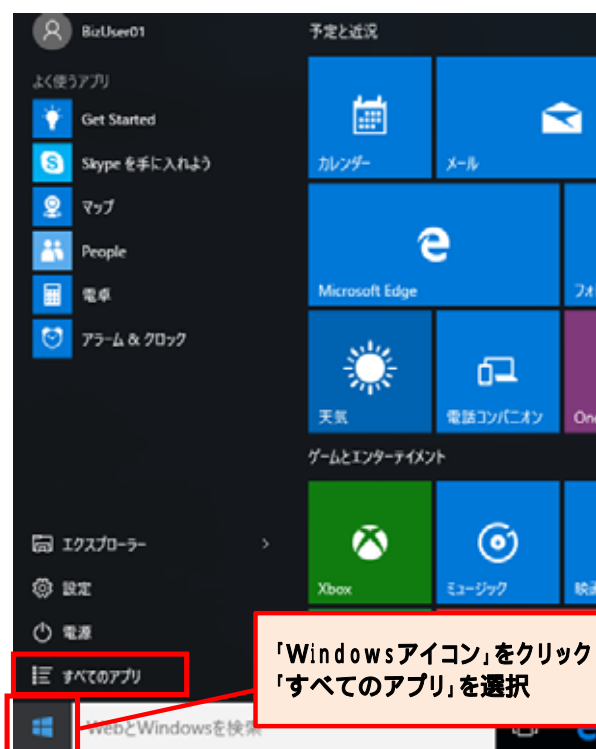 BizUser01
予定と近況
よく使うアプリ
Get Started
Skype を手に入れよう
カレンダー
メール
マップ
People
Microsoft Edge
フォ
電卓
アラーム & クロック
天気
電話コンパニオン
One
ゲームとエンターテイメント
エクスプローラー
設定
Xbox
ミュージック
映画
電源
「Windowsアイコン」をクリック
「すべてのアプリ」を選択
すべてのアプリ
WebとWindowsを検索